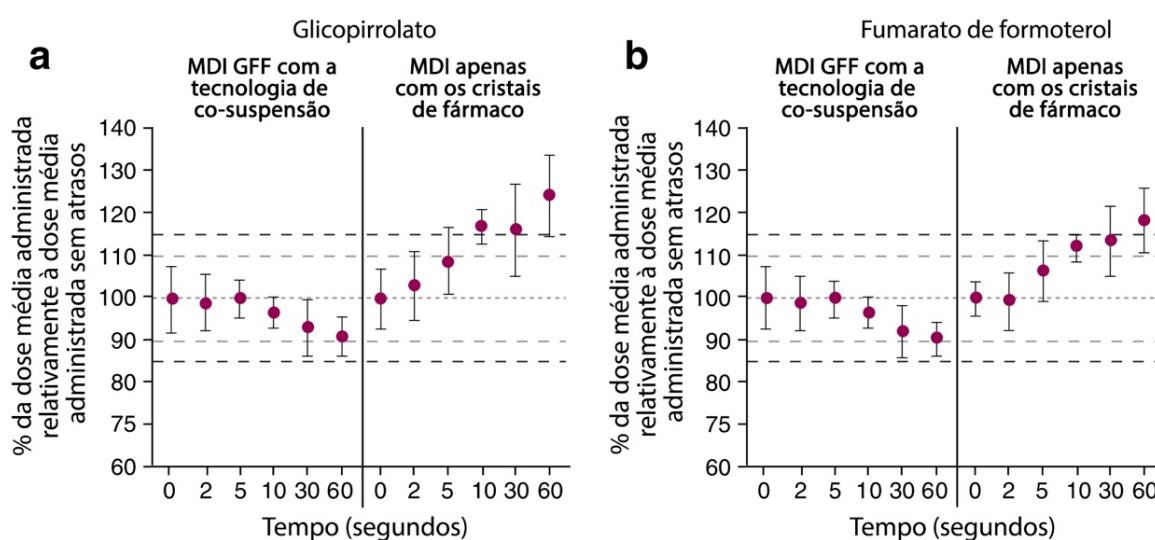 Glicopirrolato
a
MDI GFF com a
tecnologia de
co-suspensão
MDI apenas
com os cristais
de fármaco
% da dose média administrada
relativamente à dose média
administrada sem atrasos
140
130
120
110
100
90
80
75
60
0 2 5 10 30 60 0 2 5 10 30 60
Tempo (segundos)
Fumarato de formoterol
b
MDI GFF com a
tecnologia de
co-suspensão
MDI apenas
com os cristais
de fármaco
% da dose média administrada
relativamente à dose média
administrada sem atrasos
140
130
120
110
100
90
80
75
60
0 2 5 10 30 60 0 2 5 10 30 60
Tempo (segundos)